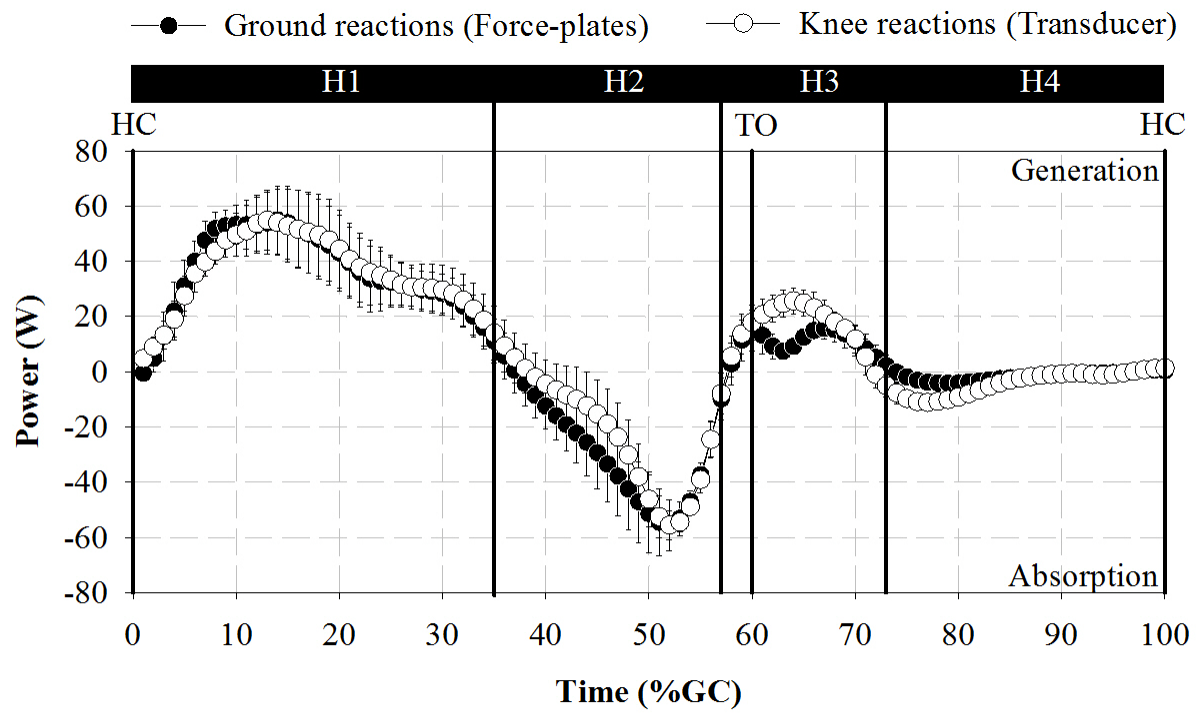 Ground reactions (Force-plates) Knee reactions (Transducer)
H1 H2 H3 H4
HC TO HC
80
Generation
60
40
20
0
-20
-40
-60
Absorption
-80
Power (W)
0 10 20 30 40 50 60 70 80 90 100
Time (%GC)